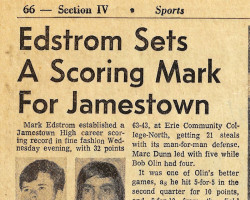 66 — Section IV • Sports
Edstrom Sets
A Scoring Mark
For Jamestown
Mark Edstrom established a
Jamestown High career scor-
ing record in fine fashion Wed-
nesday evening, with 32 points
63-43, at Erie Community Col-
lege-North, getting 21 steals
with its man-for-man defense.
Marc Dunn led with five while
Bob Olin had four.
It was one of Olin's better
games, as he hit 5-for-5 in the
second quarter for 10 points,